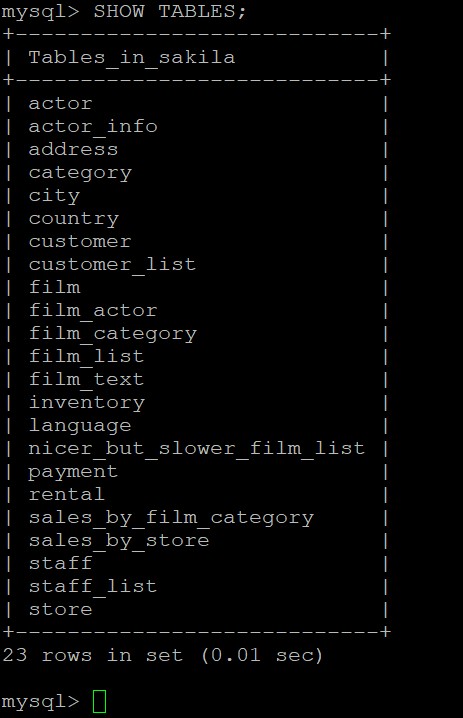 mysql> SHOW TABLES;
+----------------------------+
| Tables_in_sakila           |
+----------------------------+
| actor                      |
| actor_info                 |
| address                    |
| category                   |
| city                       |
| country                    |
| customer                   |
| customer_list              |
| film                       |
| film_actor                 |
| film_category              |
| film_list                  |
| film_text                  |
| inventory                  |
| language                   |
| nicer_but_slower_film_list |
| payment                    |
| rental                     |
| sales_by_film_category     |
| sales_by_store             |
| staff                      |
| staff_list                 |
| store                      |
+----------------------------+
23 rows in set (0.01 sec)
mysql>